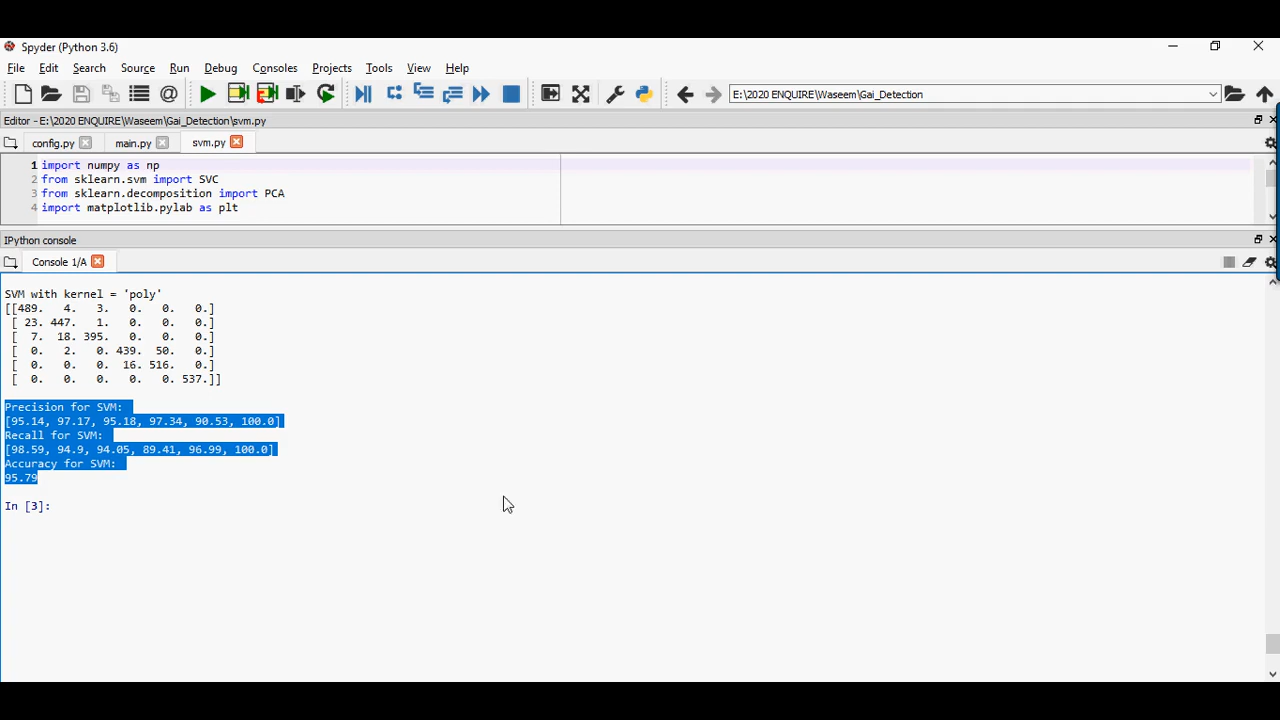 Spyder (Python 3.6)
File Edit Search Source Run Debug Consoles Projects Tools View Help
E:\2020 ENQUIRE\Waseem\Gai_Detection
Editor - E:\2020 ENQUIRE\Waseem\Gai_Detection\svm.py
config.py main.py svm.py
1 import numpy as np
2 from sklearn.svm import SVC
3 from sklearn.decomposition import PCA
4 import matplotlib.pylab as plt
IPython console
Console 1/A
SVM with kernel = 'poly'
[[489. 4. 3. 0. 0. 0.]
[ 23. 447. 1. 0. 0. 0.]
[ 7. 18. 395. 0. 0. 0.]
[ 0. 2. 0. 439. 50. 0.]
[ 0. 0. 0. 16. 516. 0.]
[ 0. 0. 0. 0. 0. 537.]]
Precision for SVM:
[95.14, 97.17, 95.18, 97.34, 90.53, 100.0]
Recall for SVM:
[98.59, 94.9, 94.05, 89.41, 96.99, 100.0]
Accuracy for SVM:
95.79
In [3]: